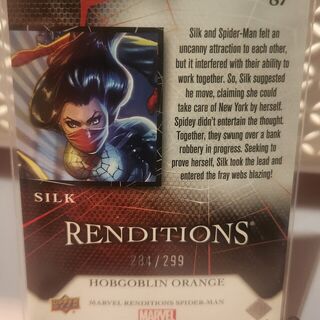 87
Silk and Spider-Man felt an
uncanny attraction to each other,
but it interfered with their ability to
work together. So, Silk suggested
he move, claiming she could
take care of New York by herself.
Spidey didn't entertain the thought.
Together, they swung over a bank
robbery in progress. Seeking to
prove herself, Silk took the lead and
entered the fray webs blazing!
SILK
RENDITIONS
284/299
HOBGOBLIN ORANGE
MARVEL RENDITIONS SPIDER-MAN
MARVEL